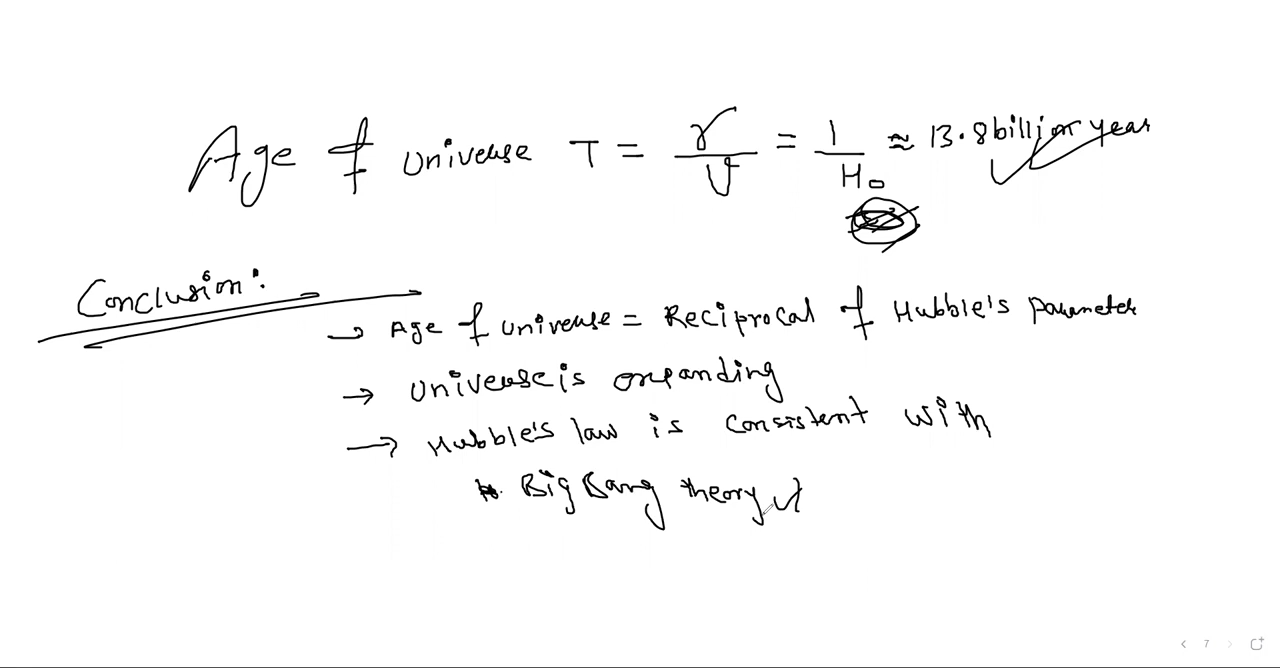 Age of Universe T = r/v = 1/H₀ ≈ 13.8 billion year
Conclusion:
→ Age of Universe = Reciprocal of Hubble's parameter
→ Universe is expanding
→ Hubble's law is consistent with
Big Bang theory
7